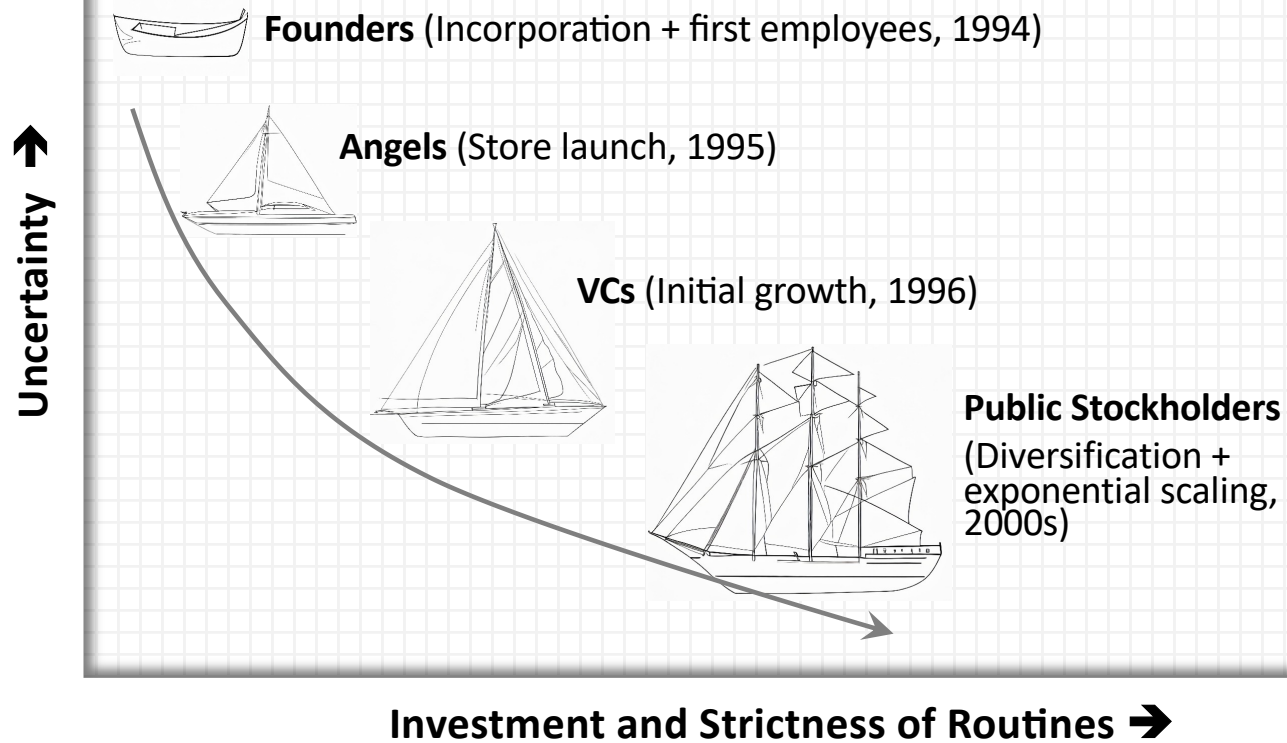 Founders (Incorporation + first employees, 1994)
Angels (Store launch, 1995)
VCs (Initial growth, 1996)
Public Stockholders
(Diversification +
exponential scaling,
2000s)
Uncertainty →
Investment and Strictness of Routines →